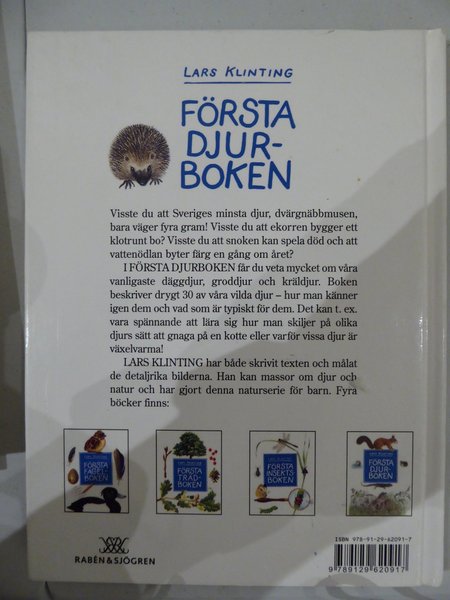 LARS KLINTING
FÖRSTA
DJUR-
BOKEN
Visste du att Sveriges minsta djur, dvärgnäbbmusen,
bara väger fyra gram! Visste du att ekorren bygger ett
klotrunt bo? Visste du att snoken kan spela död och att
vattenödlan byter färg en gång om året?
I FÖRSTA DJURBOKEN får du veta mycket om våra
vanligaste däggdjur, groddjur och kräldjur. Boken
beskriver drygt 30 av våra vilda djur – hur man känner
igen dem och vad som är typiskt för dem. Det kan t. ex.
vara spännande att lära sig hur man skiljer på olika
djurs sätt att gnaga på en kotte eller varför vissa djur är
växelvarma!
LARS KLINTING har både skrivit texten och målat
de detaljrika bilderna. Han kan massor om djur och
natur och har gjort denna naturserie för barn. Fyra
böcker finns:
FÖRSTA
FÅGEL-
BOKEN
FÖRSTA
TRÄD-
BOKEN
FÖRSTA
INSEKTS
BOKEN
FÖRSTA
DJUR-
BOKEN
RABÉN & SJÖGREN
ISBN 978-91-29-62091-7
9 789129 620917